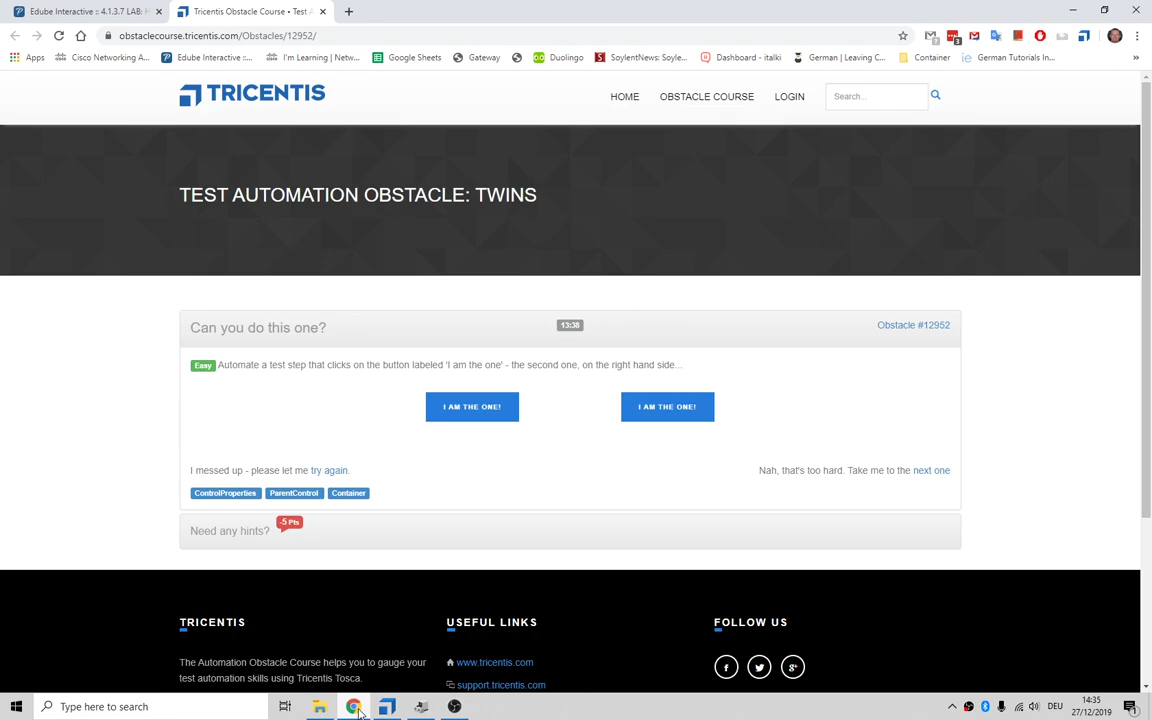 Edube Interactive :: 4.1.3.7 LAB: H
Tricentis Obstacle Course • Test A
obstaclecourse.tricentis.com/Obstacles/12952/
Apps
Cisco Networking A...
Edube Interactive ::...
I'm Learning | Netw...
Google Sheets
Gateway
Duolingo
SoylentNews: Soyle...
Dashboard - italki
German | Leaving C...
Container
German Tutorials In...
TRICENTIS
HOME
OBSTACLE COURSE
LOGIN
Search...
TEST AUTOMATION OBSTACLE: TWINS
Can you do this one?
13:38
Obstacle #12952
Easy Automate a test step that clicks on the button labeled 'I am the one' - the second one, on the right hand side...
I AM THE ONE!
I AM THE ONE!
I messed up - please let me try again.
Nah, that's too hard. Take me to the next one
ControlProperties ParentControl Container
Need any hints? -5 Pts
TRICENTIS
USEFUL LINKS
FOLLOW US
The Automation Obstacle Course helps you to gauge your
test automation skills using Tricentis Tosca.
www.tricentis.com
support.tricentis.com
Type here to search
DEU
14:35
27/12/2019